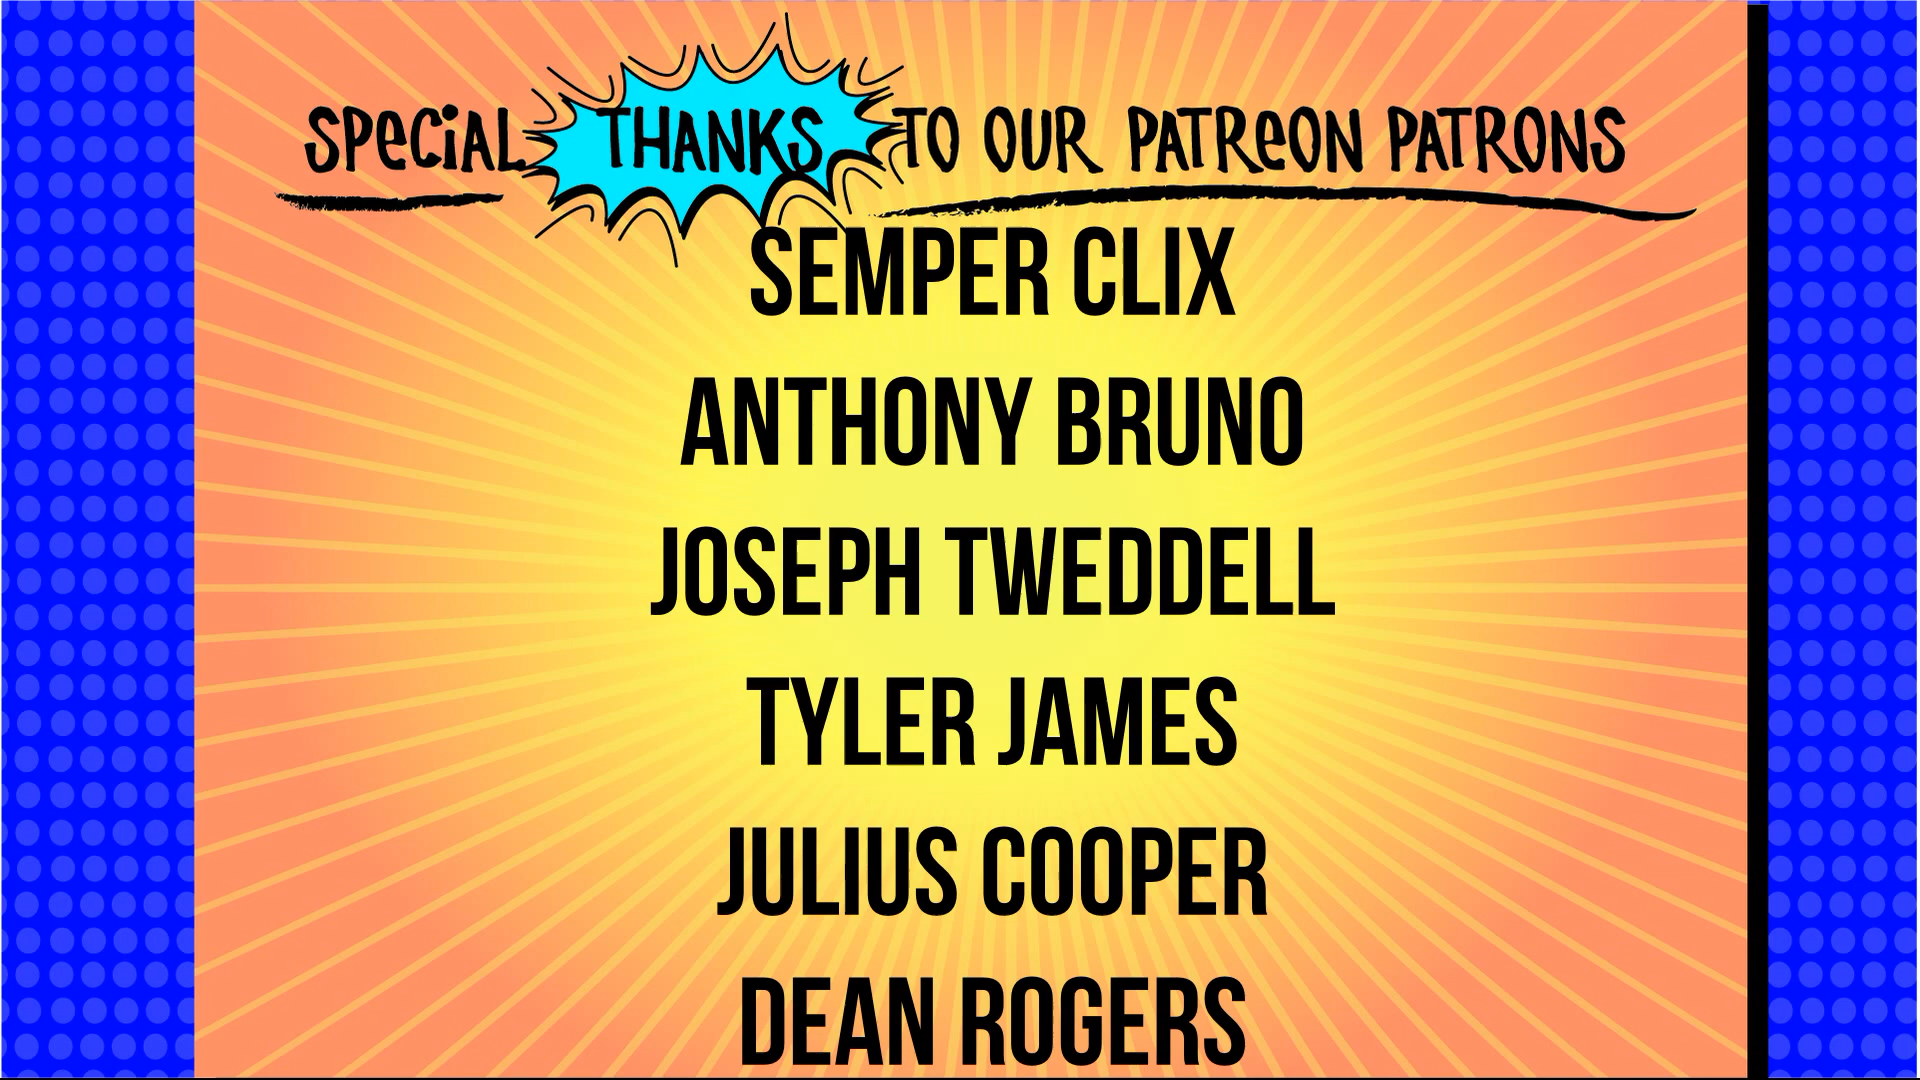 SPECiAL THANKS TO OUR PATReON PATRONS
SEMPER CLIX
ANTHONY BRUNO
JOSEPH TWEDDELL
TYLER JAMES
JULIUS COOPER
DEAN ROGERS